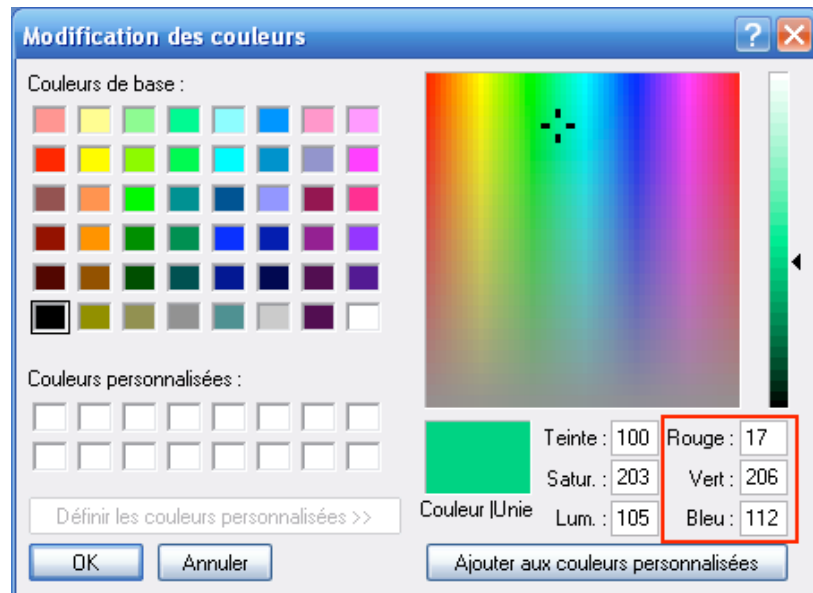 Modification des couleurs
Couleurs de base :
Couleurs personnalisées :
Définir les couleurs personnalisées >>
OK Annuler
Couleur |Unie
Teinte : 100 Rouge : 17
Satur. : 203 Vert : 206
Lum. : 105 Bleu : 112
Ajouter aux couleurs personnalisées